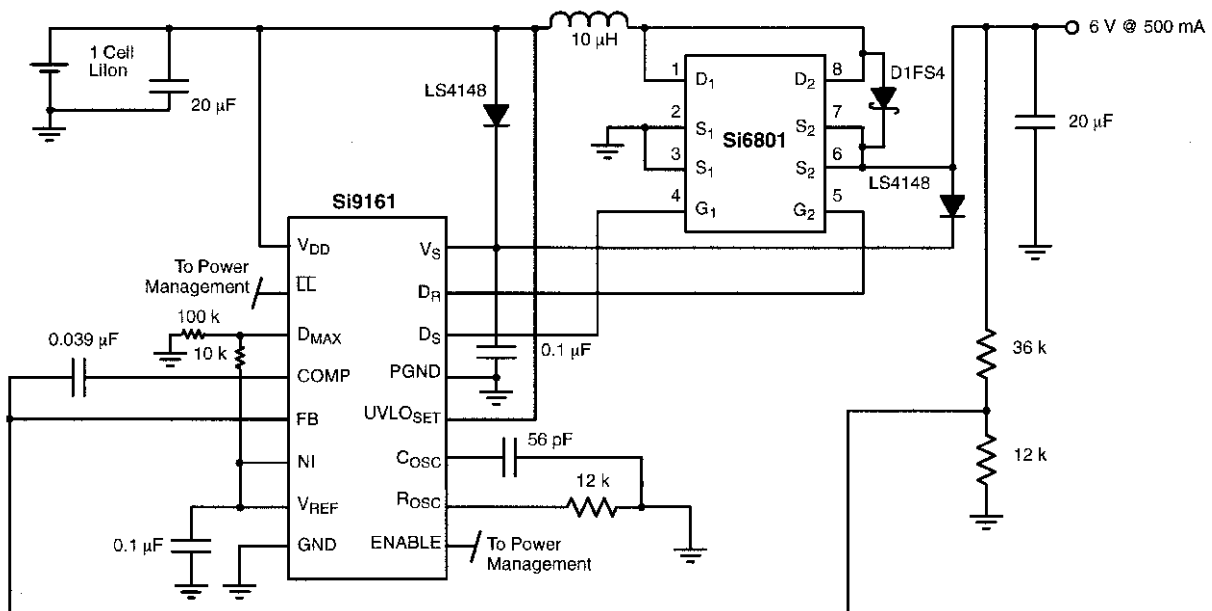 10 µH
6 V @ 500 mA
1 Cell
LiIon
20 µF
LS4148
1
D1
D2
8
D1FS4
2
S1
S2
7
Si6801
3
S1
S2
6
4
G1
G2
5
LS4148
20 µF
Si9161
VDD
VS
To Power
Management
LL
DR
100 k
DMAX
DS
0.039 µF
10 k
0.1 µF
COMP
PGND
36 k
FB
UVLOSET
56 pF
NI
COSC
12 k
12 k
VREF
ROSC
0.1 µF
GND
ENABLE
To Power
Management